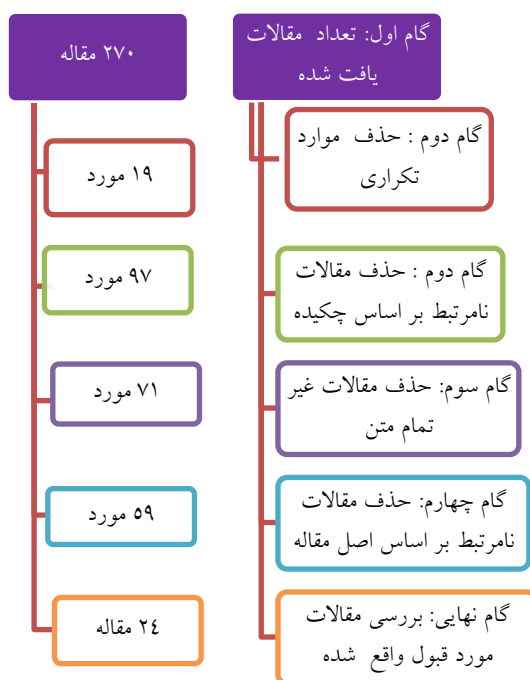 گام اول: تعداد مقالات
یافت شده
۲۷۰ مقاله
گام دوم : حذف موارد
تکراری
۱۹ مورد
گام دوم : حذف مقالات
نامرتبط بر اساس چکیده
۹۷ مورد
گام سوم: حذف مقالات غیر
تمام متن
۷۱ مورد
گام چهارم: حذف مقالات
نامرتبط بر اساس اصل مقاله
۵۹ مورد
گام نهایی: بررسی مقالات
مورد قبول واقع شده
۲٤ مقاله